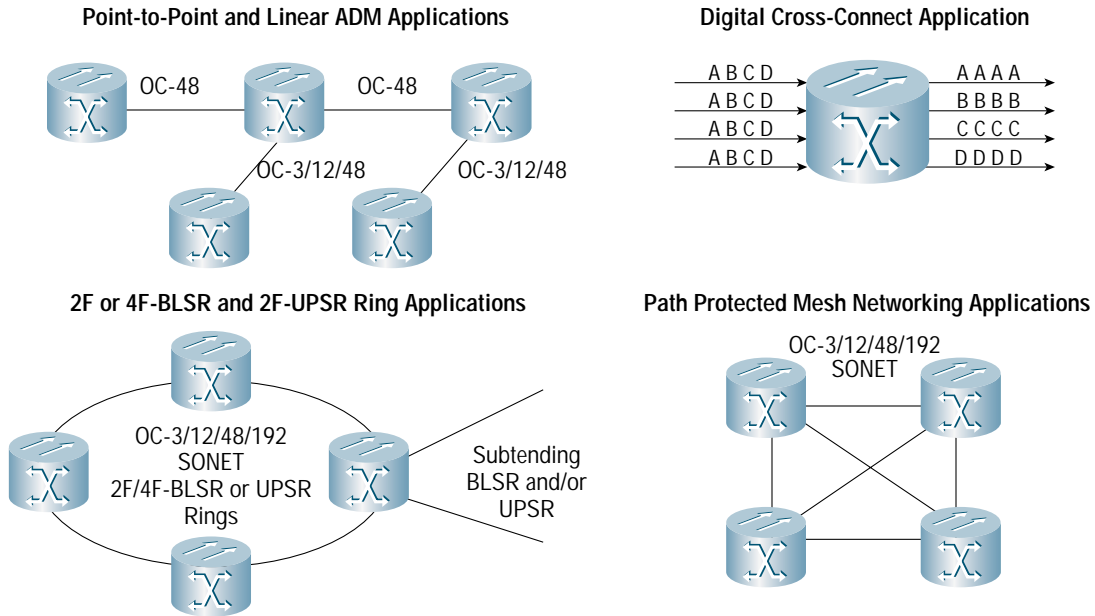 Point-to-Point and Linear ADM Applications
OC-48
OC-48
OC-3/12/48
OC-3/12/48
Digital Cross-Connect Application
A B C D
A B C D
A B C D
A B C D
A A A A
B B B B
C C C C
D D D D
2F or 4F-BLSR and 2F-UPSR Ring Applications
OC-3/12/48/192
SONET
2F/4F-BLSR or UPSR
Rings
Subtending
BLSR and/or
UPSR
Path Protected Mesh Networking Applications
OC-3/12/48/192
SONET